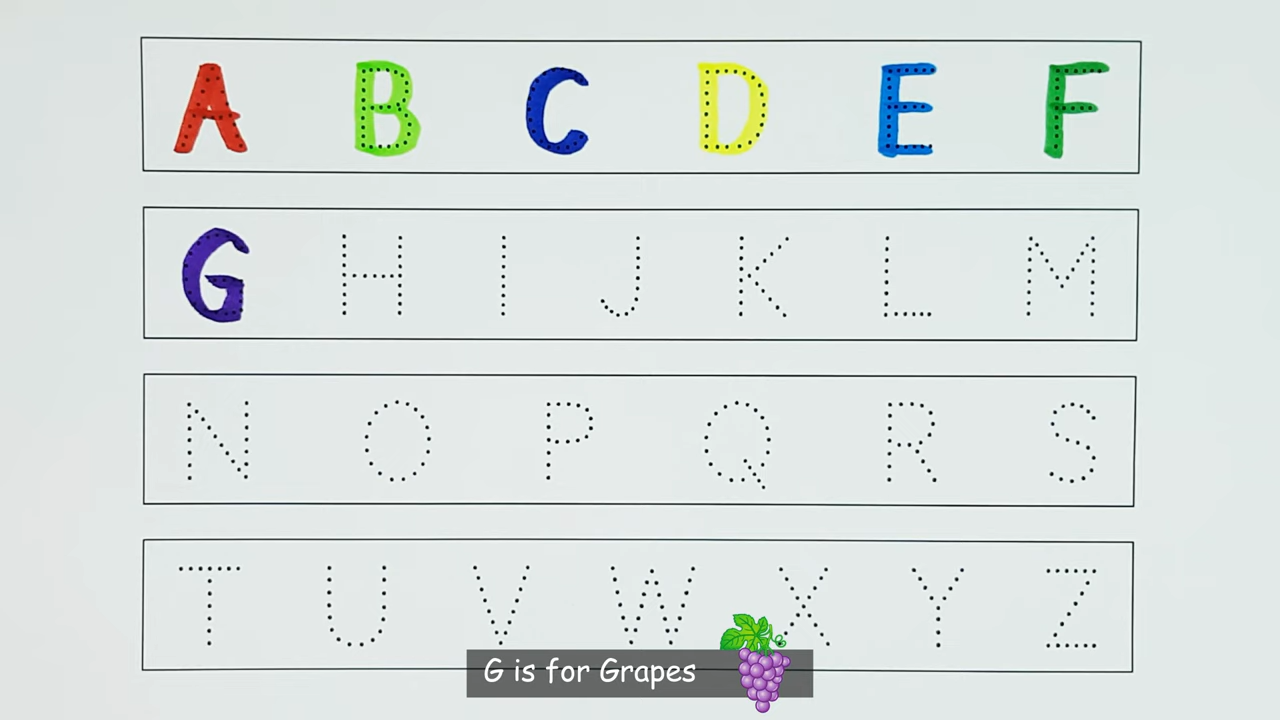 A B C D E F
G H I J K L M
N O P Q R S
T U V W X Y Z
G is for Grapes